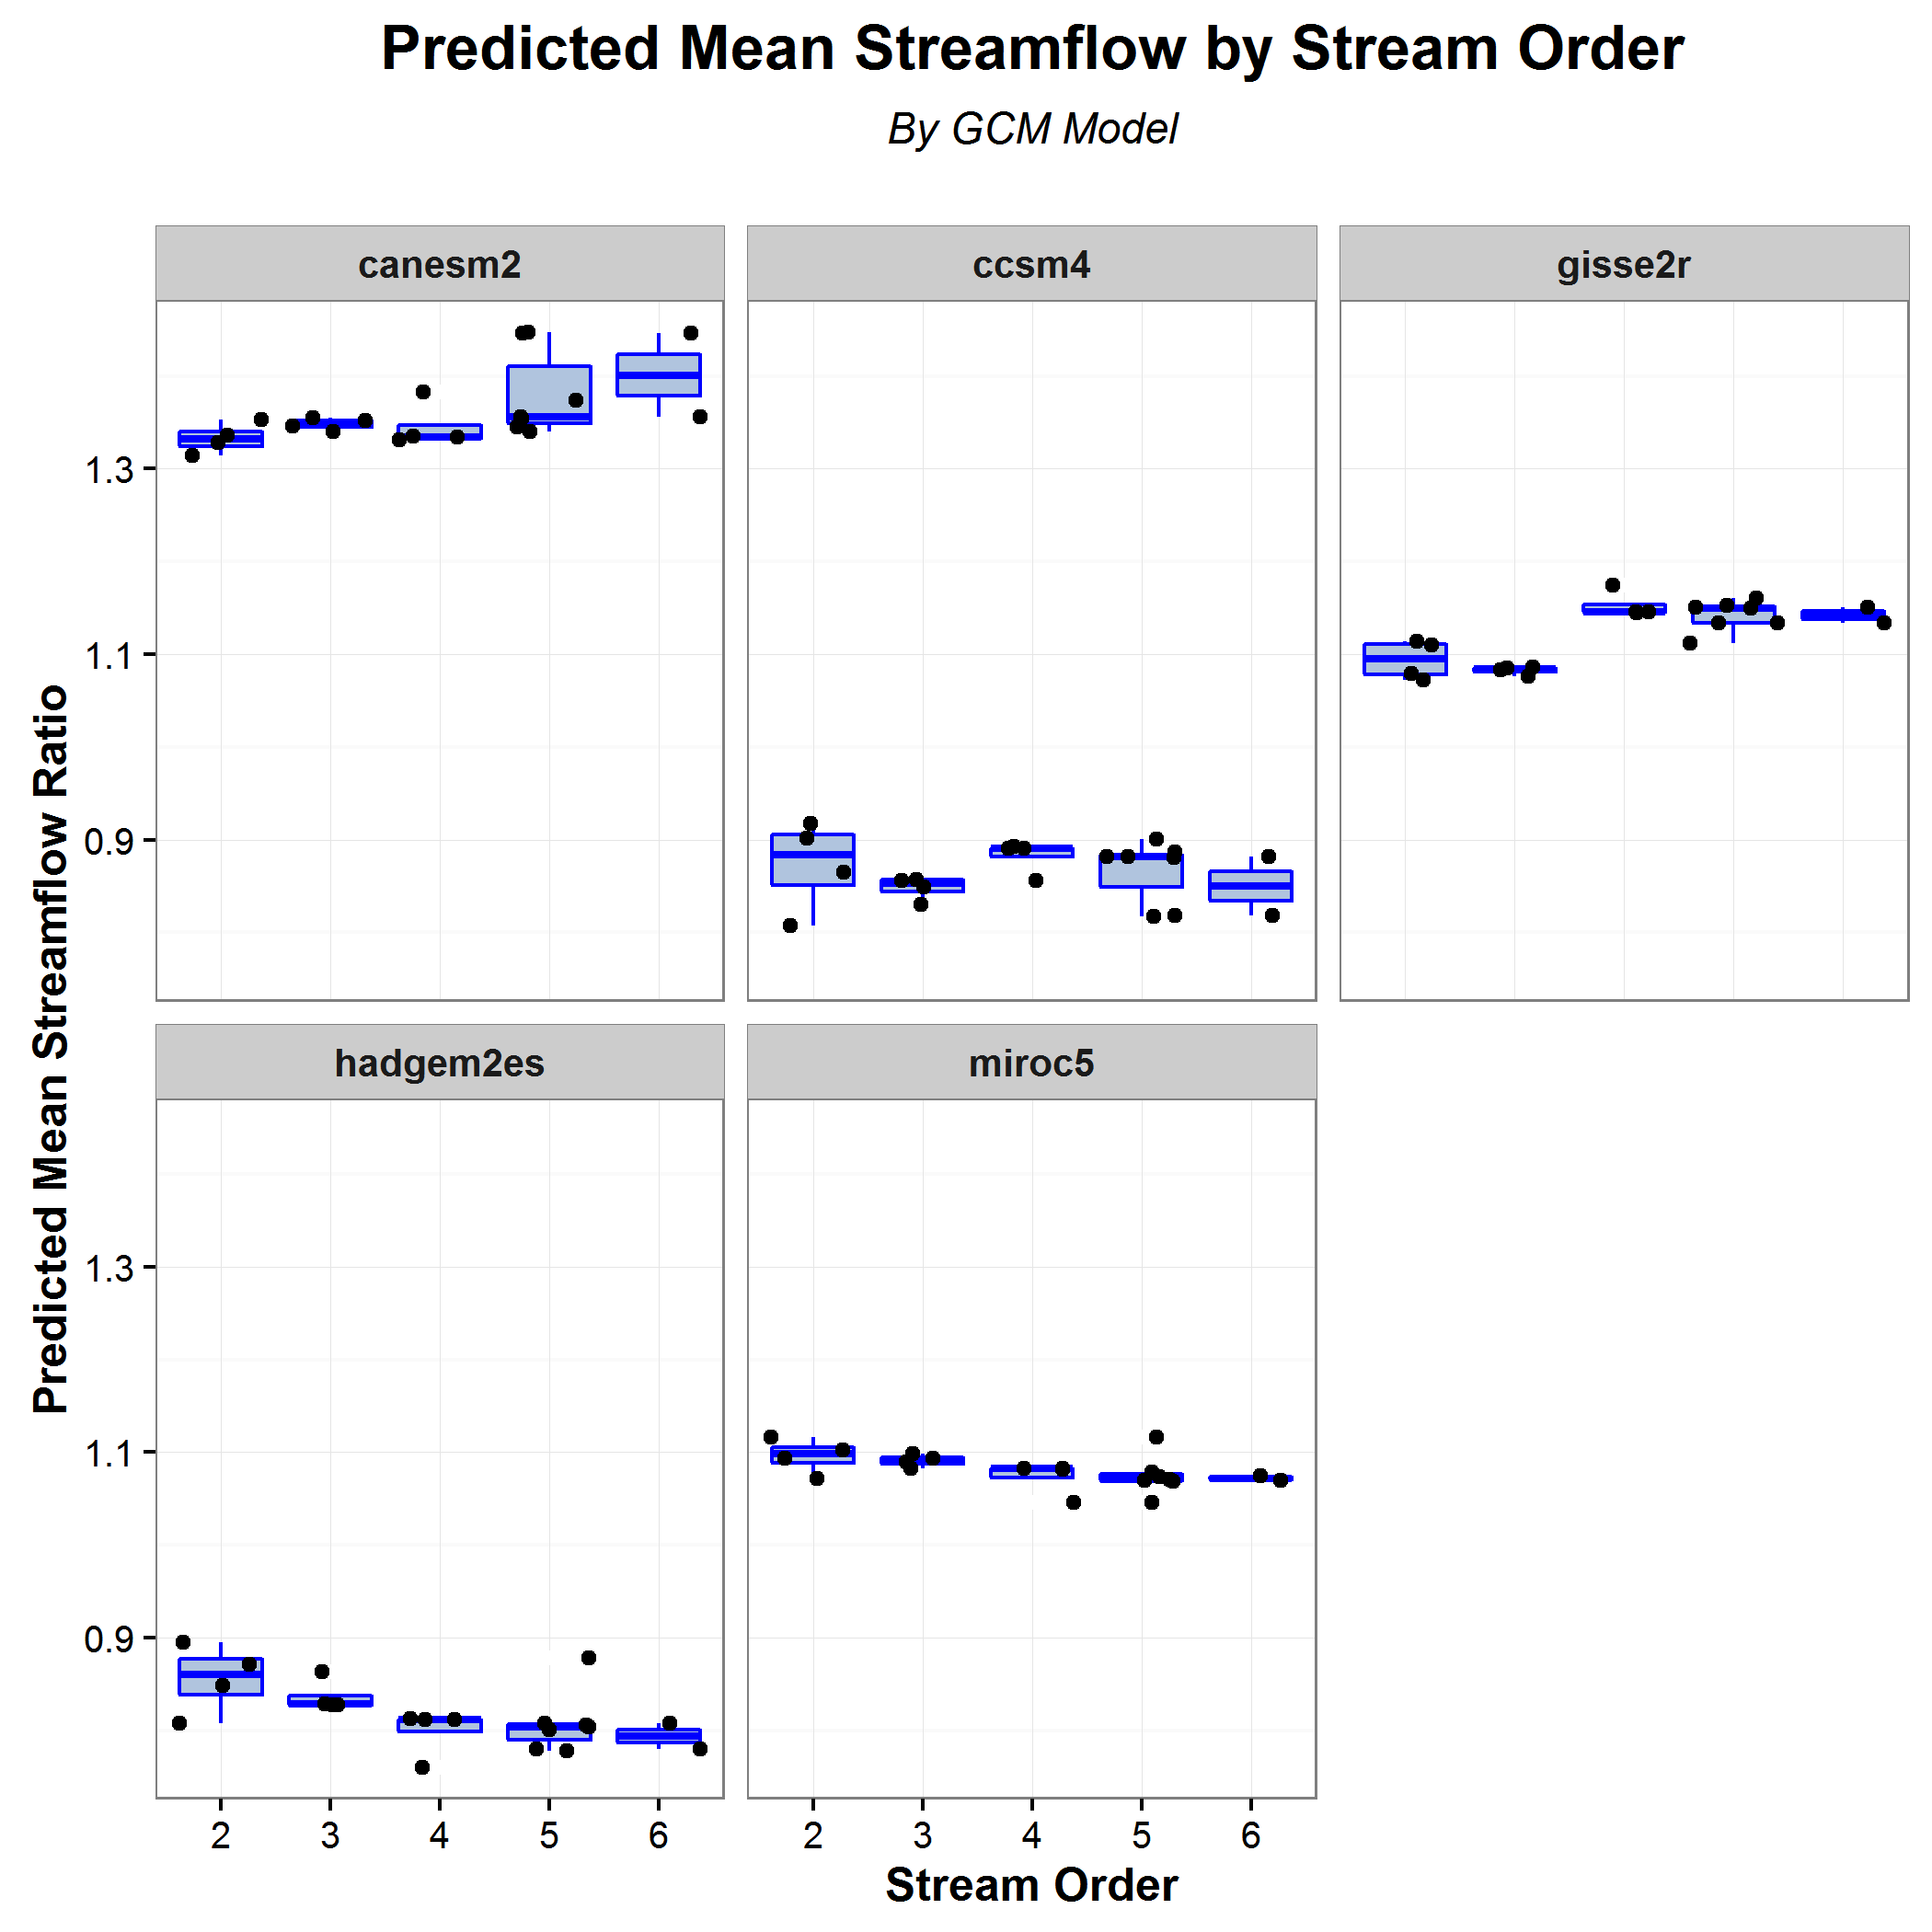 Predicted Mean Streamflow by Stream Order
By GCM Model
canesm2
ccsm4
gisse2r
1.3
1.1
0.9
Predicted Mean Streamflow Ratio
hadgem2es
miroc5
1.3
1.1
0.9
2 3 4 5 6
2 3 4 5 6
Stream Order